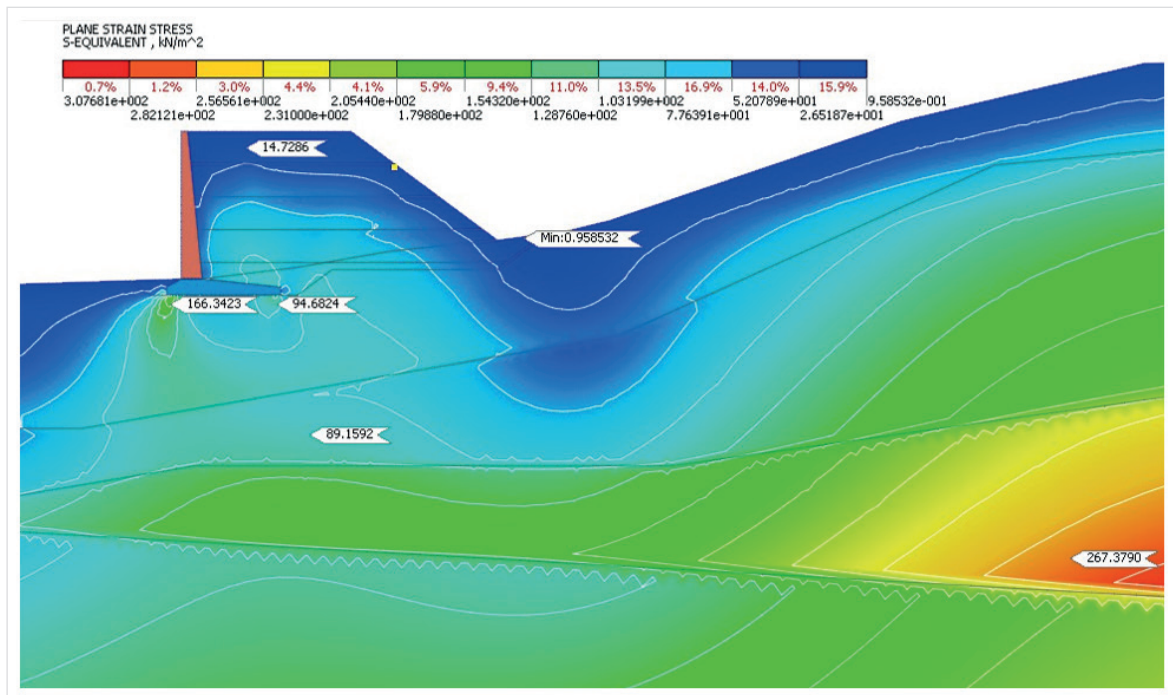 PLANE STRAIN STRESS
S-EQUIVALENT , kN/m^2
0.7% 1.2% 3.0% 4.4% 4.1% 5.9% 9.4% 11.0% 13.5% 16.9% 14.0% 15.9%
3.07681e+002 2.56561e+002 2.05440e+002 1.54320e+002 1.03199e+002 5.20789e+001 9.58532e-001
2.82121e+002 2.31000e+002 1.79880e+002 1.28760e+002 7.76391e+001 2.65187e+001
14.7286
Min:0.958532
166.3423
94.6824
89.1592
267.3790